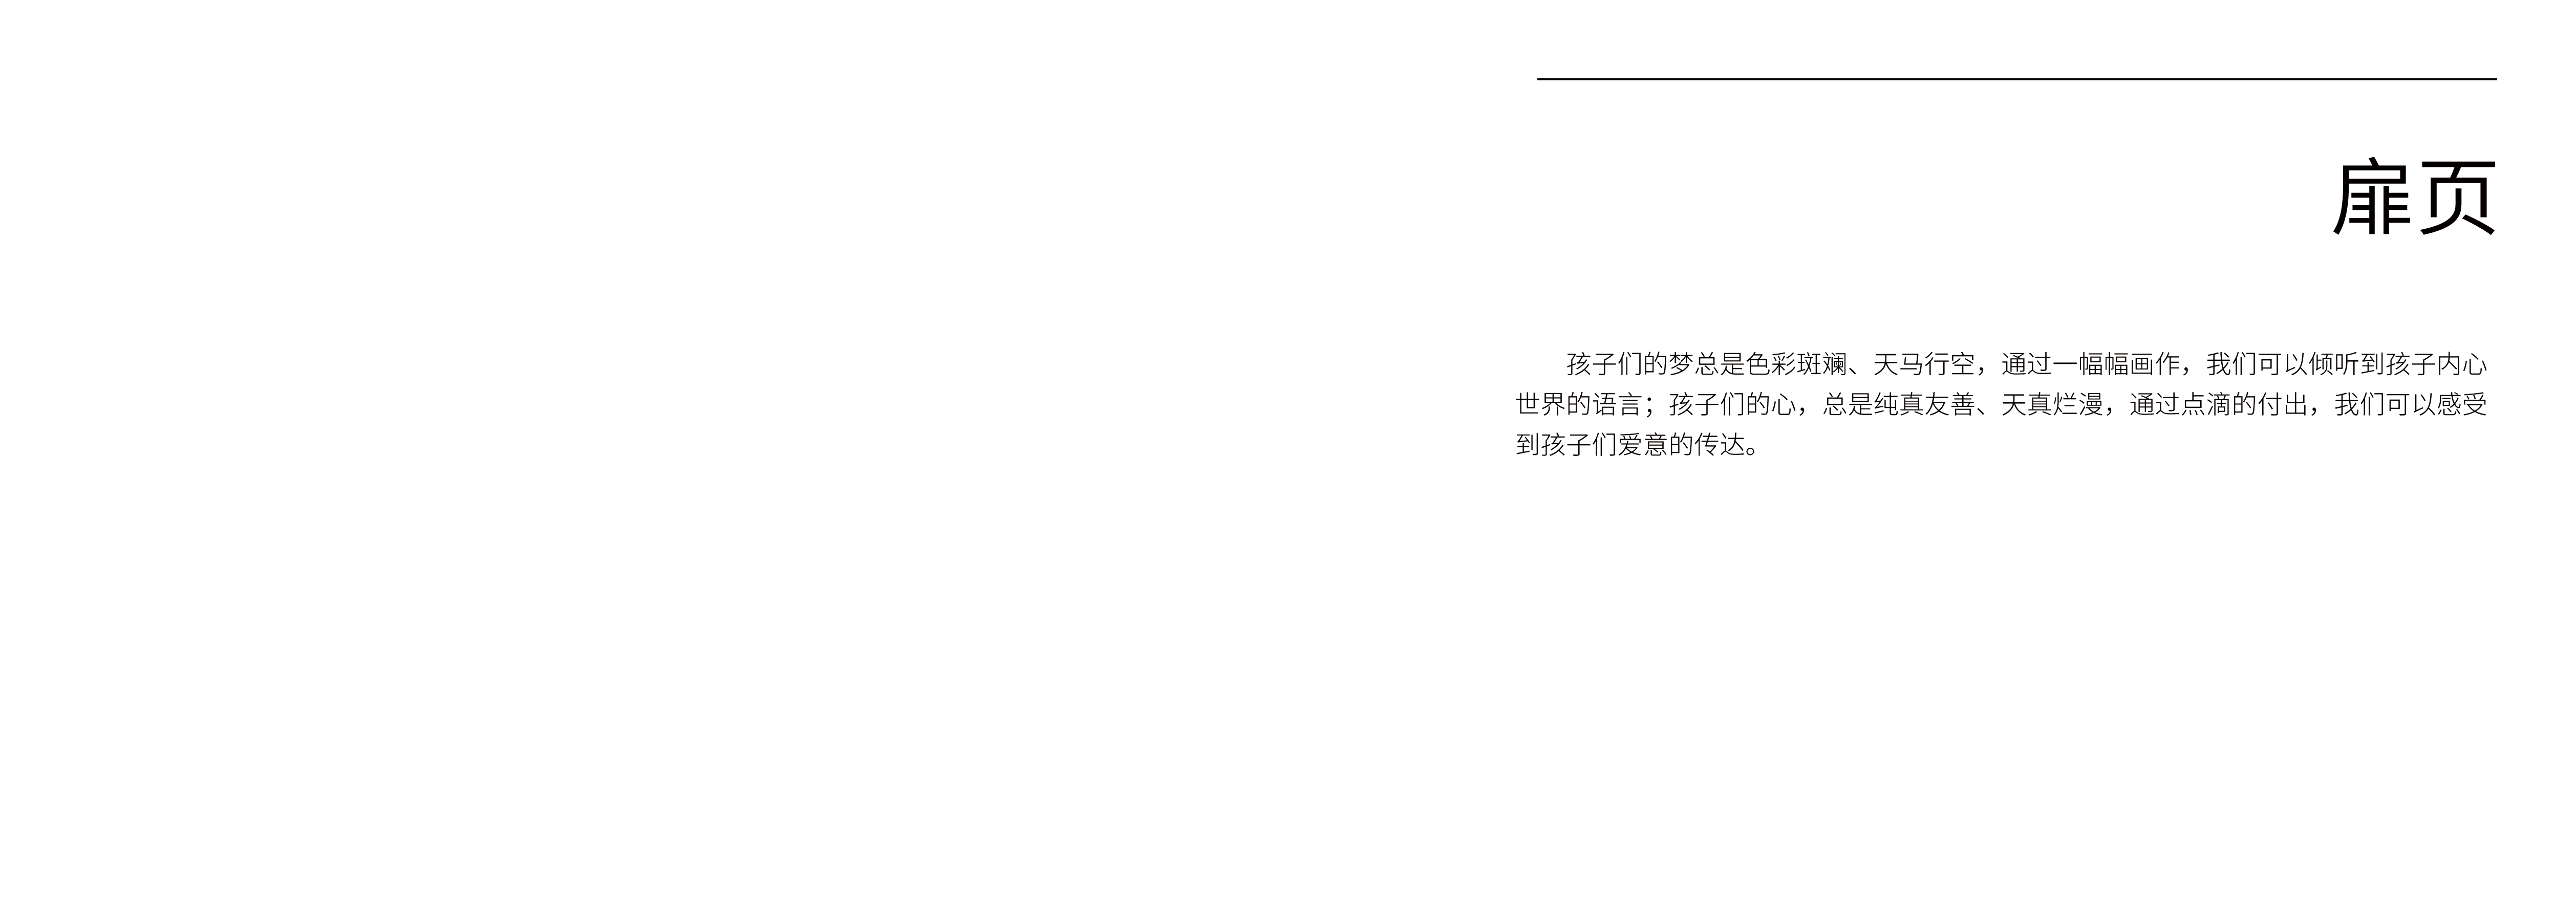 扉页
孩子们的梦总是色彩斑斓、天马行空，通过一幅幅画作，我们可以倾听到孩子内心
世界的语言；孩子们的心，总是纯真友善、天真烂漫，通过点滴的付出，我们可以感受
到孩子们爱意的传达。